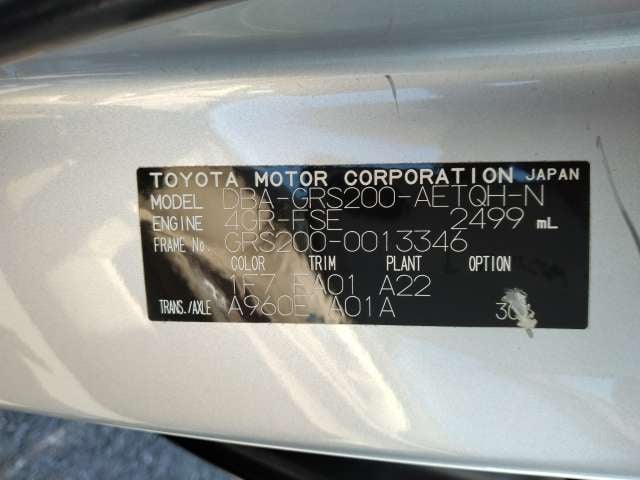 TOYOTA MOTOR CORPORATION JAPAN
MODEL DBA-GRS200-AETQH-N
ENGINE 4GR-FSE 2499 mL
FRAME No. GRS200-0013346
COLOR TRIM PLANT OPTION
1F7 EA01 A22
TRANS./AXLE A960E A01A